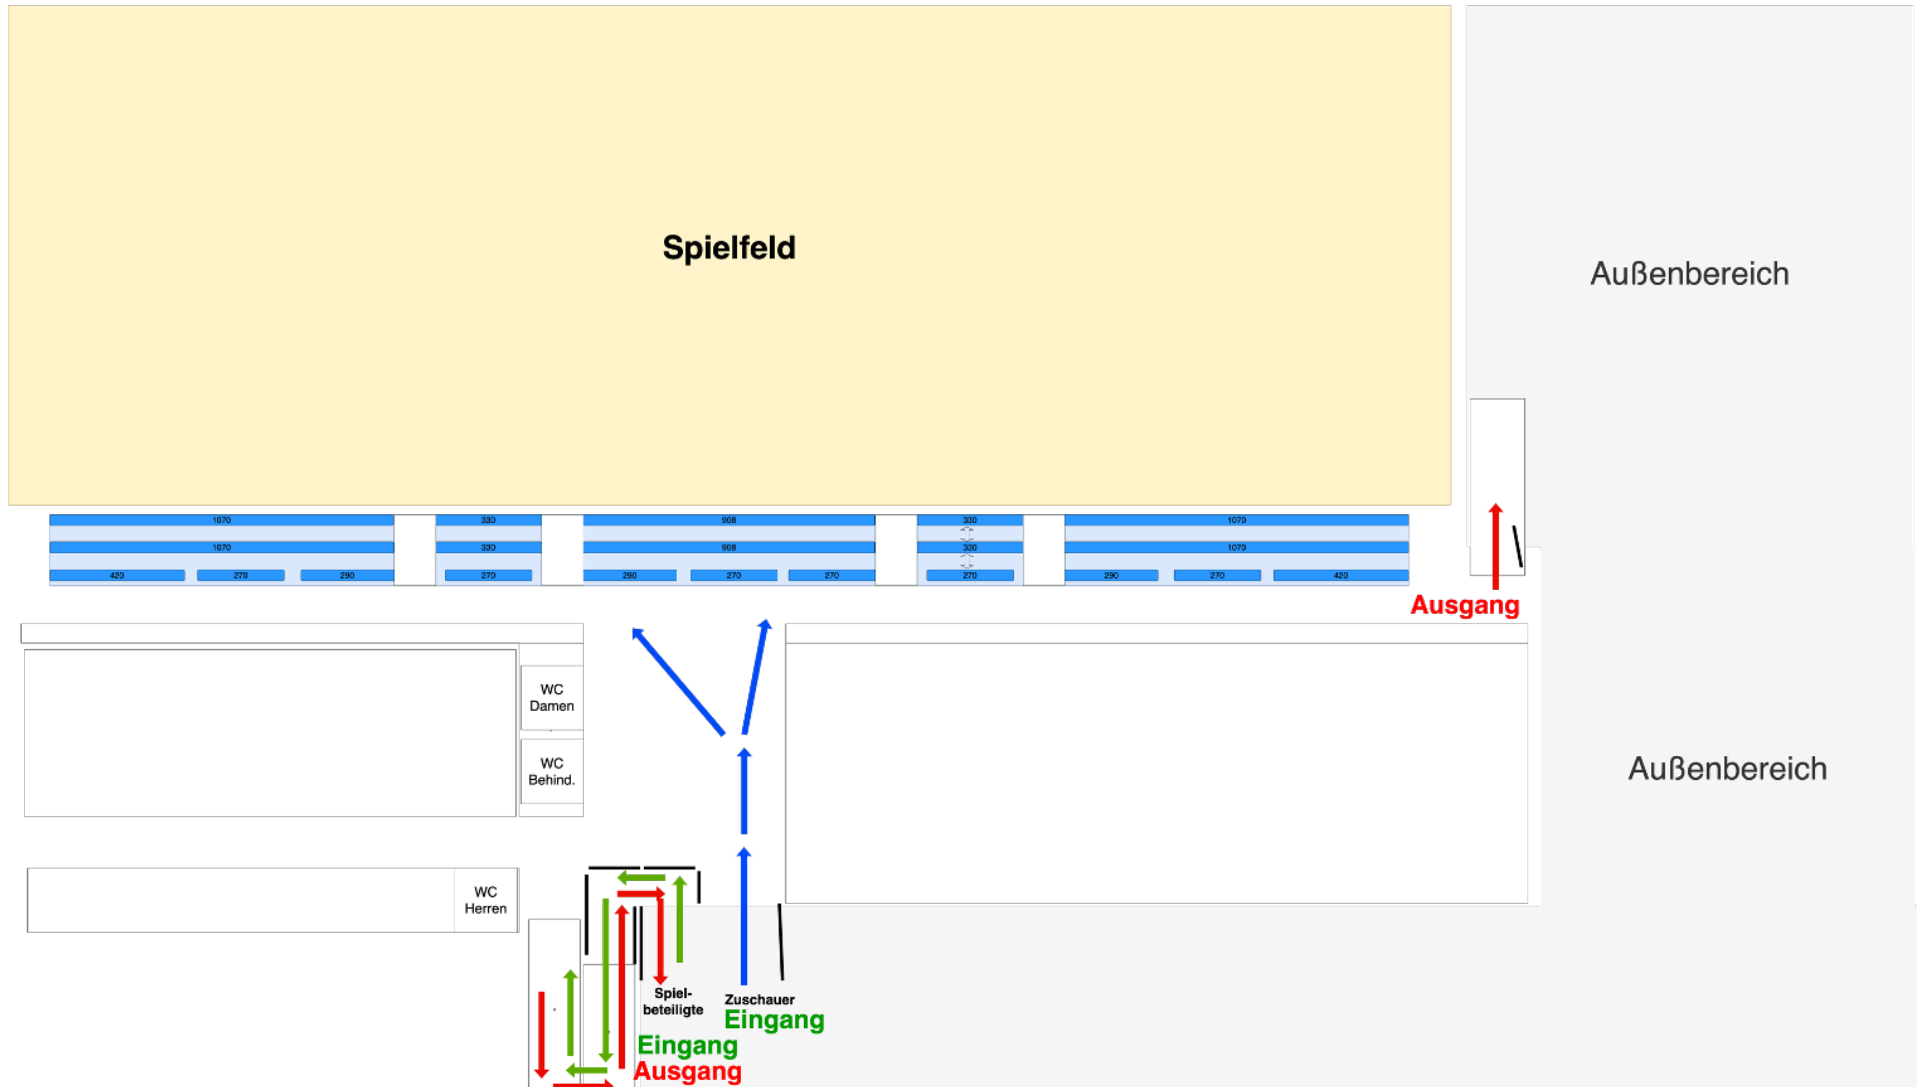 Spielfeld
Außenbereich
1070 330 908 330 1070
1070 330 908 330 1070
420 270 290 270 290 270 270 270 290 270 420
Ausgang
WC
Damen
WC
Behind.
Außenbereich
WC
Herren
Spiel-
beteiligte
Zuschauer
Eingang
Eingang
Ausgang